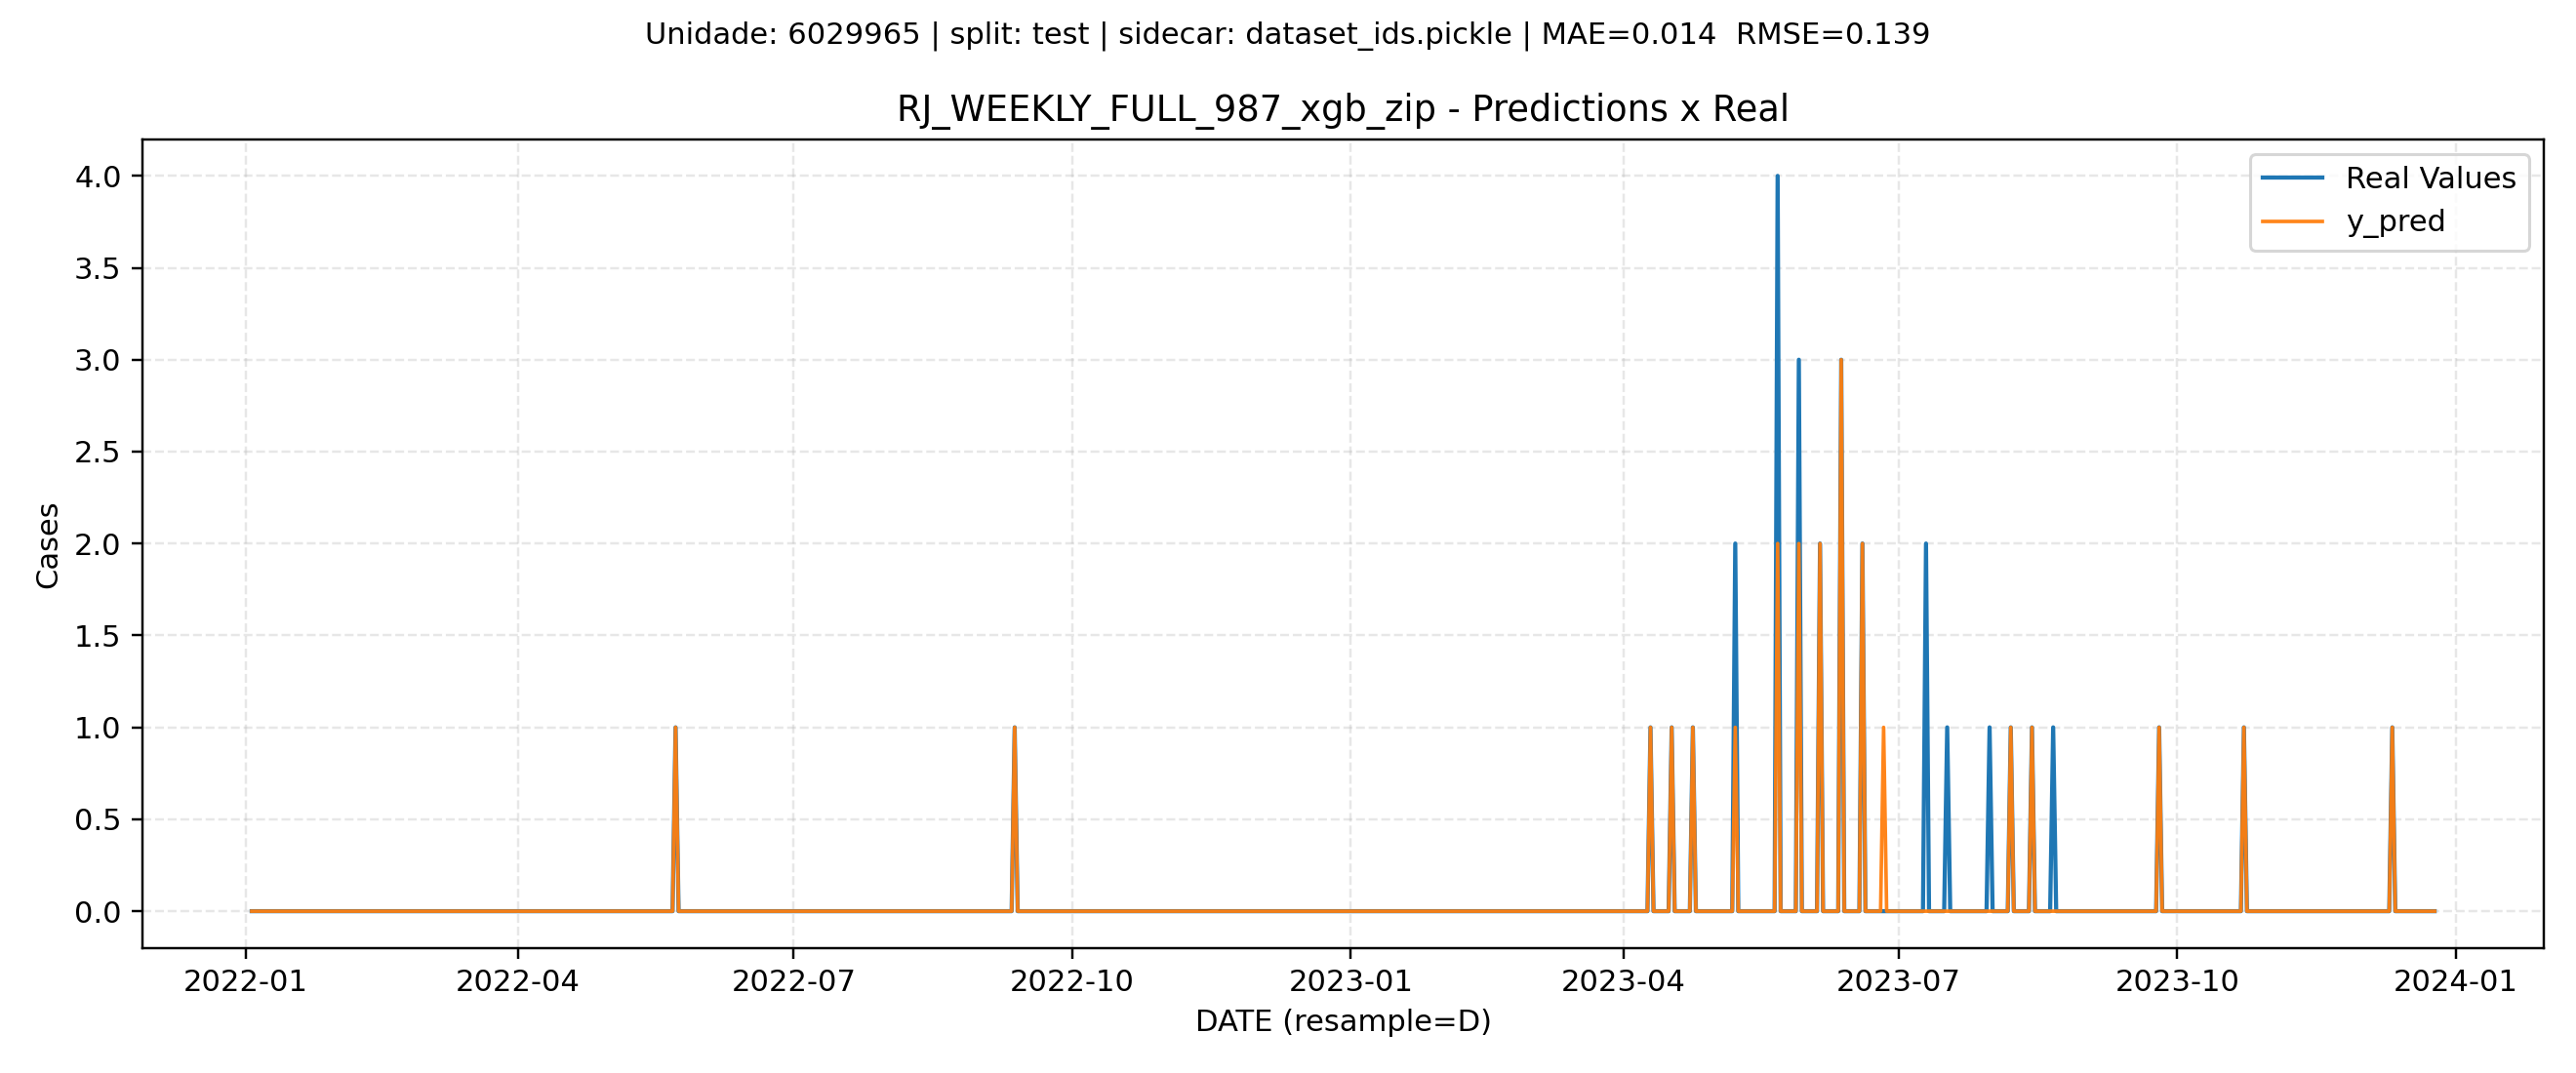 Unidade: 6029965 | split: test | sidecar: dataset_ids.pickle | MAE=0.014  RMSE=0.139
RJ_WEEKLY_FULL_987_xgb_zip - Predictions x Real
Real Values
y_pred
4.0
3.5
3.0
2.5
2.0
1.5
1.0
0.5
0.0
Cases
2022-01 2022-04 2022-07 2022-10 2023-01 2023-04 2023-07 2023-10 2024-01
DATE (resample=D)